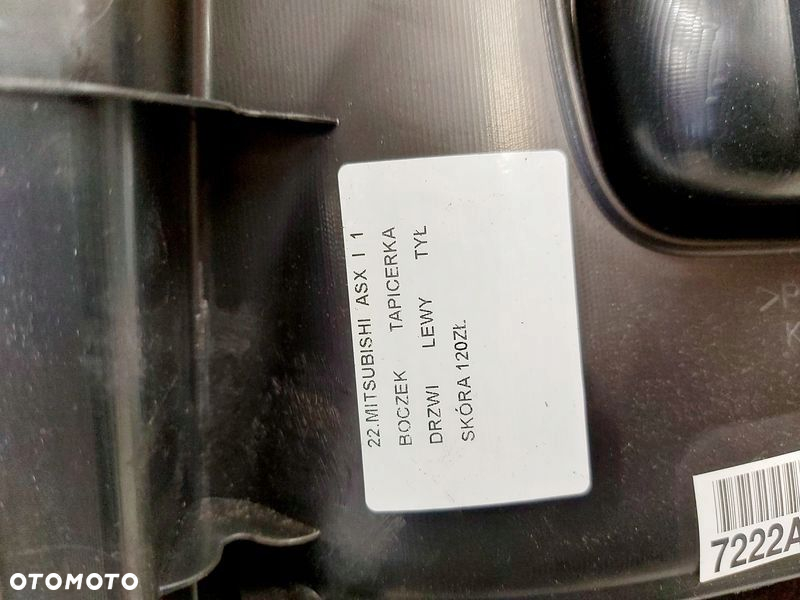 22.MITSUBISHI ASX I 1
BOCZEK TAPICERKA
DRZWI LEWY TYŁ
SKÓRA 120ZŁ
7222A
>P
K
OTOMOTO